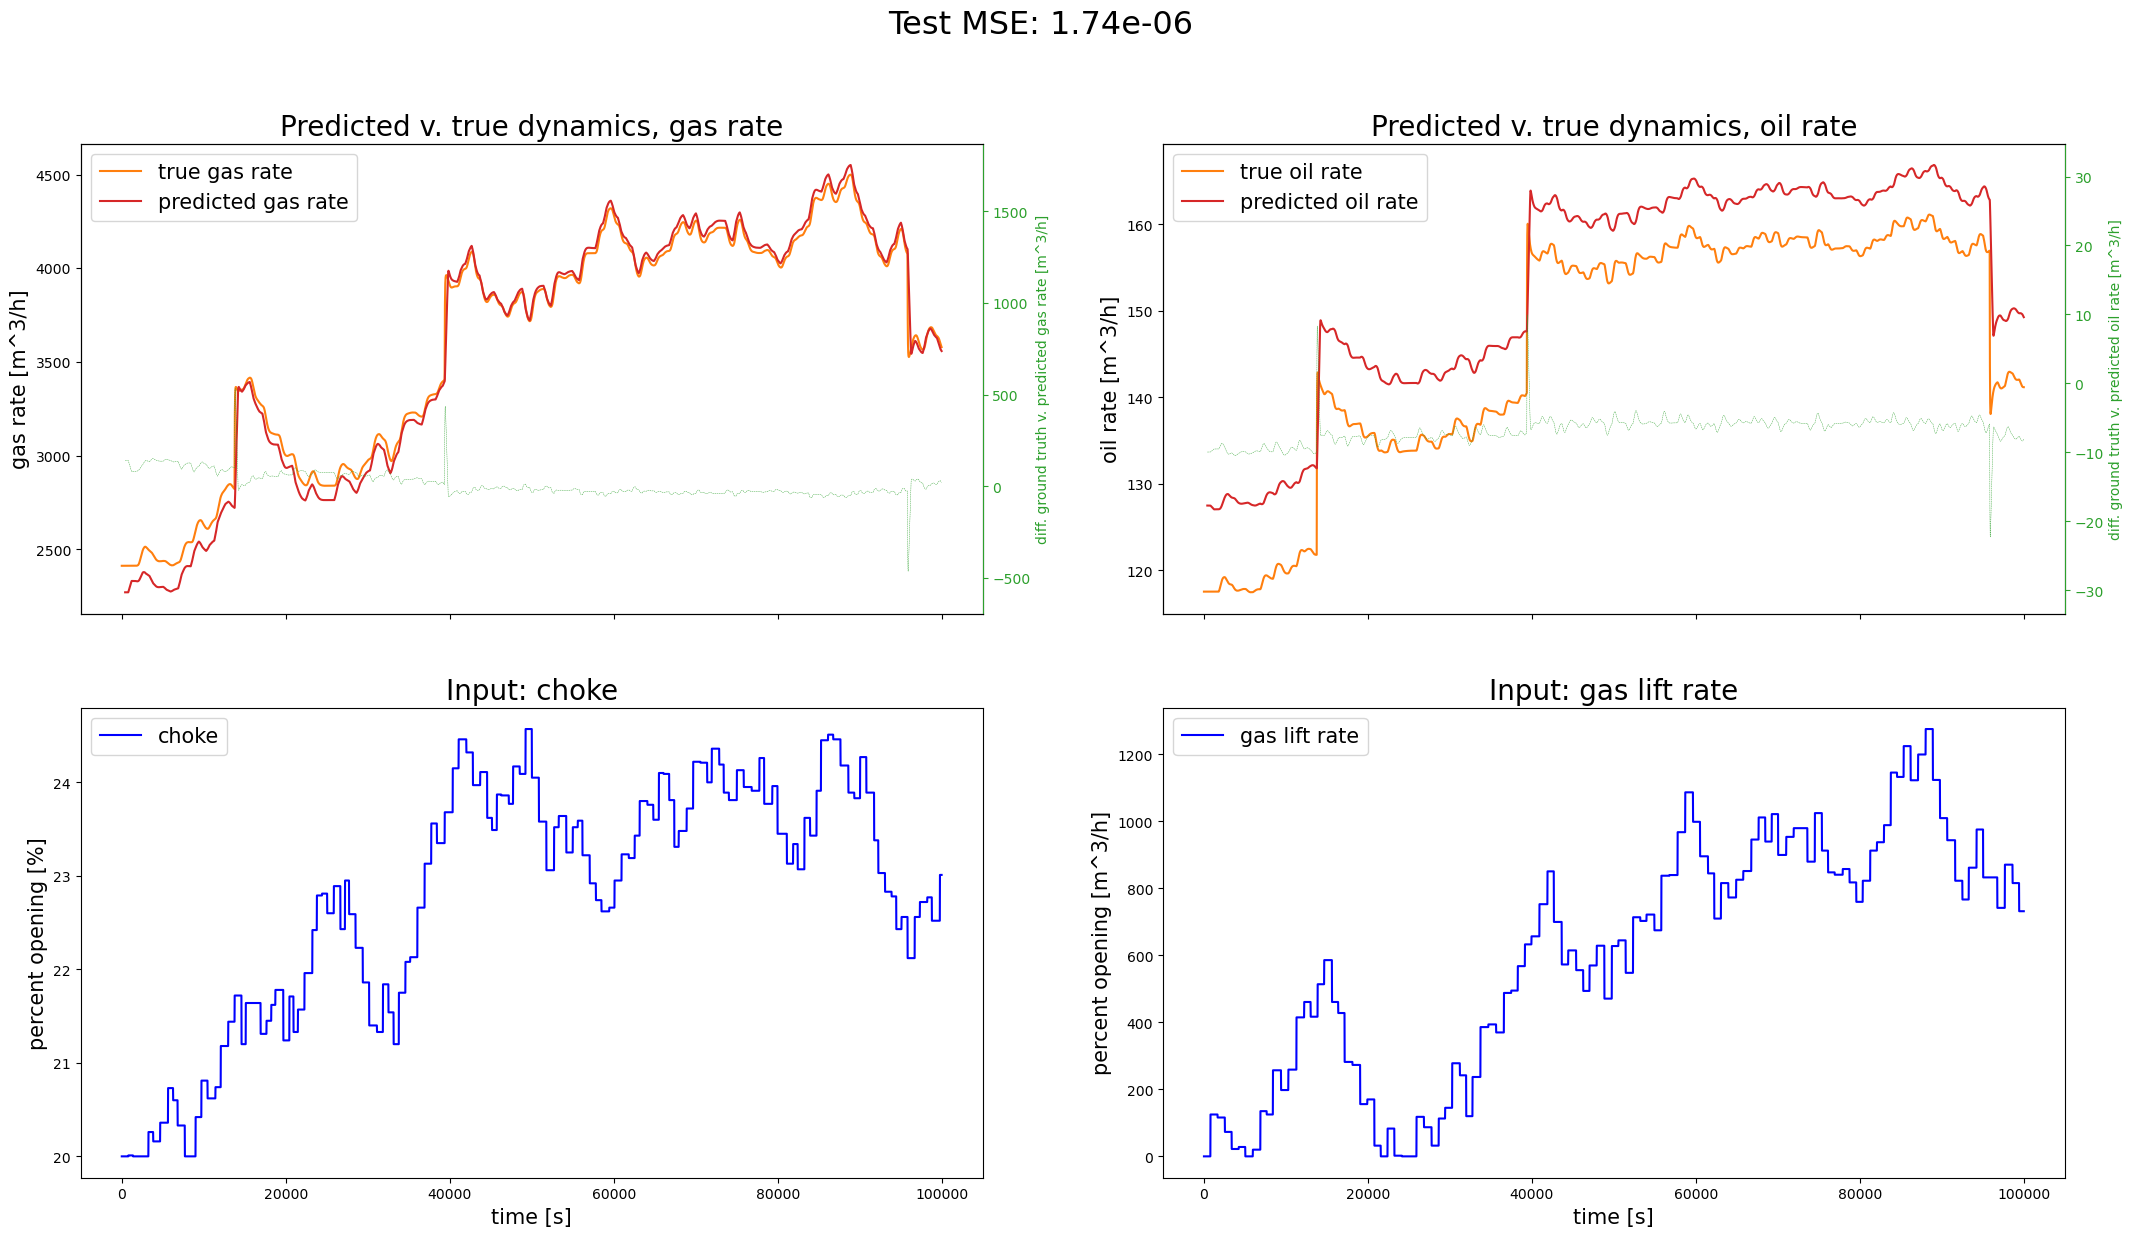 Test MSE: 1.74e-06
Predicted v. true dynamics, gas rate
true gas rate
predicted gas rate
gas rate [m^3/h]
4500
4000
3500
3000
2500
1500
1000
500
0
−500
diff. ground truth v. predicted gas rate [m^3/h]
Predicted v. true dynamics, oil rate
true oil rate
predicted oil rate
oil rate [m^3/h]
160
150
140
130
120
30
20
10
0
−10
−20
−30
diff. ground truth v. predicted oil rate [m^3/h]
Input: choke
choke
percent opening [%]
24
23
22
21
20
0 20000 40000 60000 80000 100000
time [s]
Input: gas lift rate
gas lift rate
percent opening [m^3/h]
1200
1000
800
600
400
200
0
0 20000 40000 60000 80000 100000
time [s]